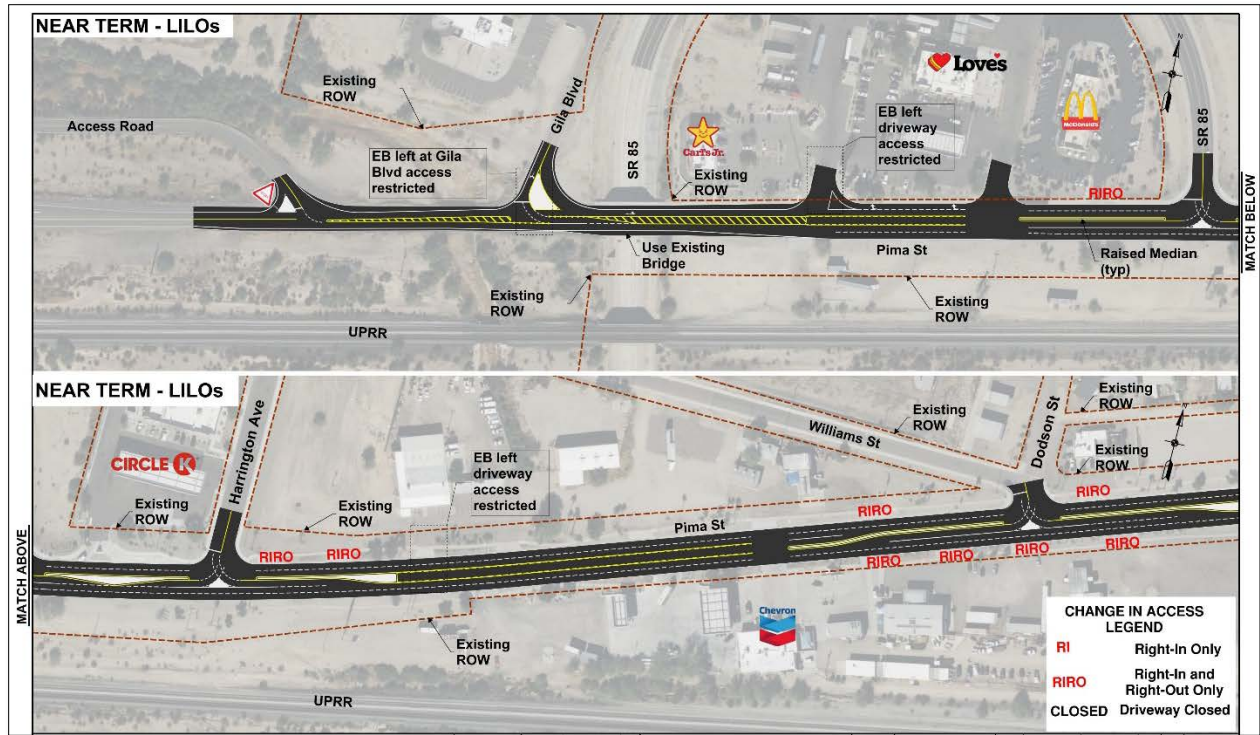 NEAR TERM - LILOs
Existing
ROW
Access Road
EB left at Gila
Blvd access
restricted
Gila Blvd
SR 85
Carl's Jr.
Existing
ROW
Love's
EB left
driveway
access
restricted
McDonald's
SR 85
N
RIRO
MATCH BELOW
Use Existing
Bridge
Pima St
Raised Median
(typ)
Existing
ROW
Existing
ROW
UPRR
NEAR TERM - LILOs
CIRCLE K
Harrington Ave
Existing
ROW
Existing
ROW
RIRO
RIRO
EB left
driveway
access
restricted
Pima St
Williams St
Existing
ROW
Dodson St
Existing
ROW
Existing
ROW
RIRO
RIRO
RIRO
RIRO
RIRO
RIRO
MATCH ABOVE
Existing
ROW
Chevron
UPRR
CHANGE IN ACCESS
LEGEND
RI Right-In Only
RIRO Right-In and
Right-Out Only
CLOSED Driveway Closed